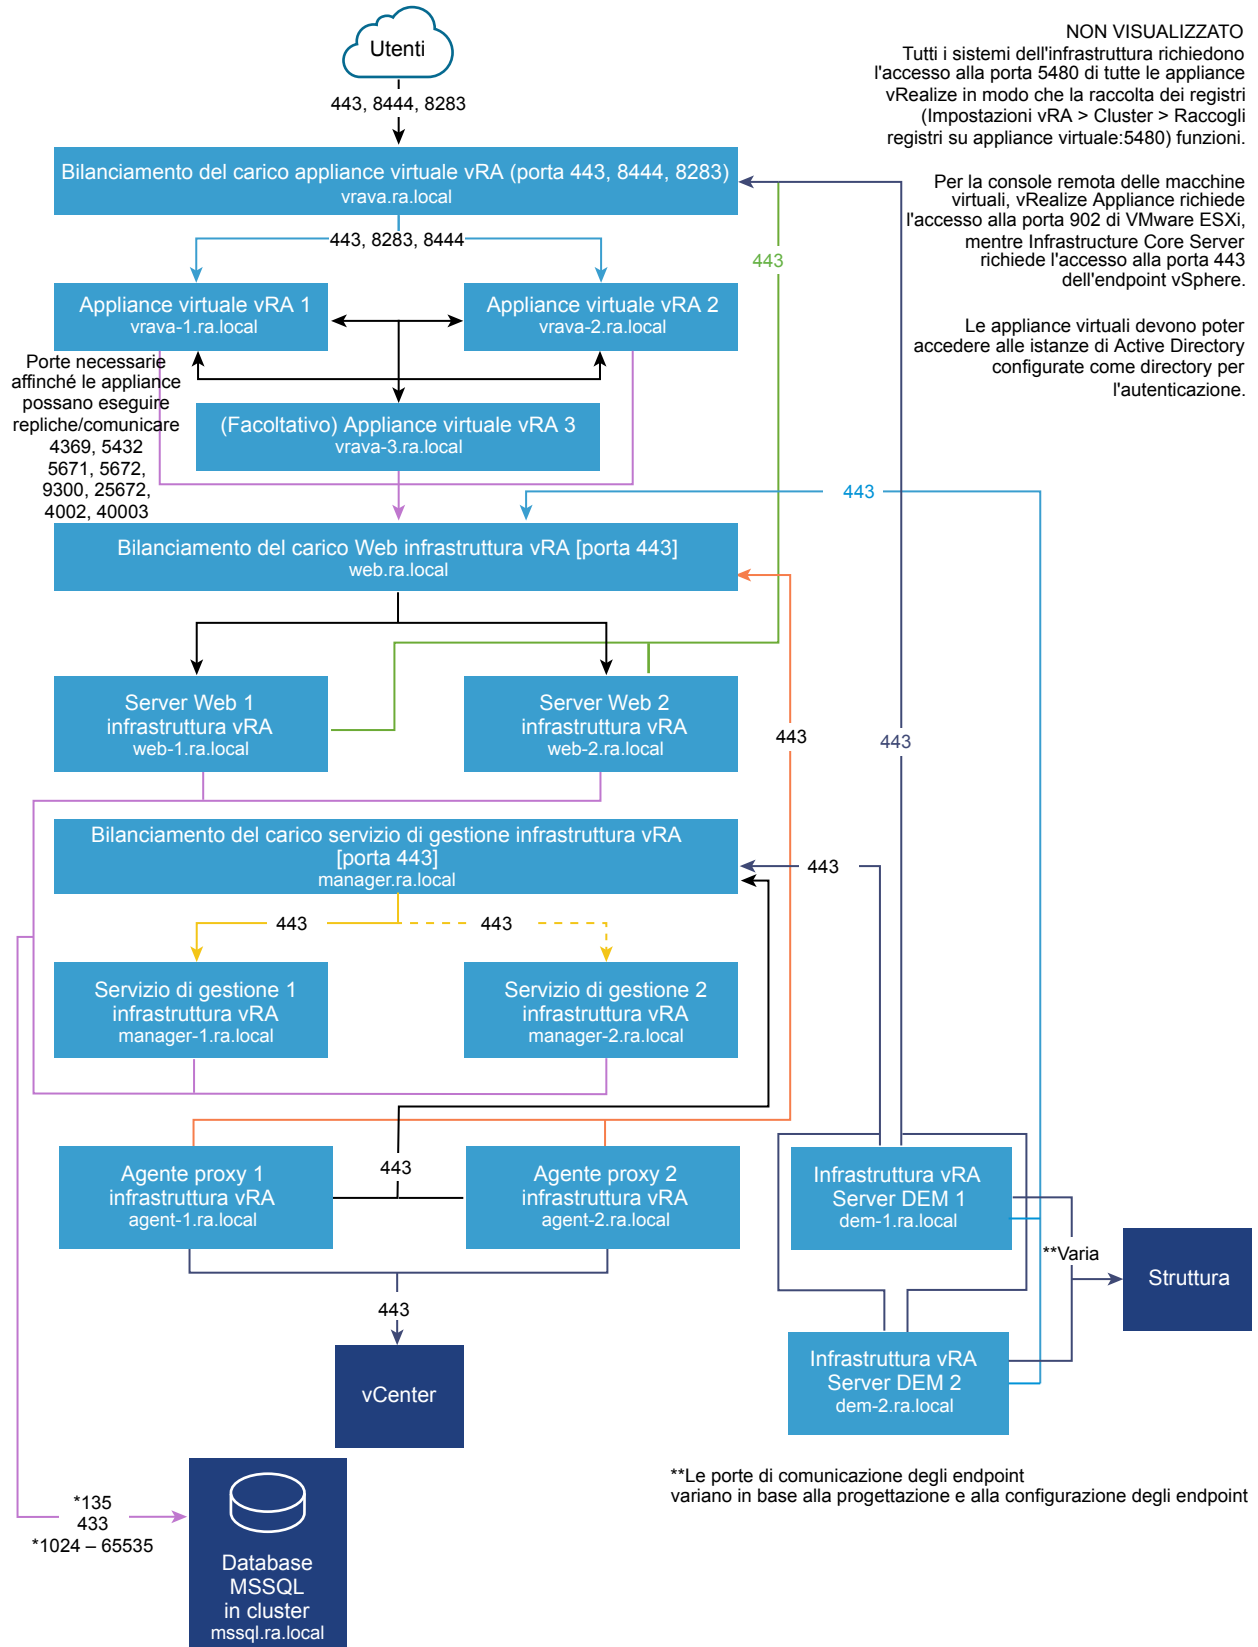 Utenti
443, 8444, 8283
NON VISUALIZZATO
Tutti i sistemi dell'infrastruttura richiedono
l'accesso alla porta 5480 di tutte le appliance
vRealize in modo che la raccolta dei registri
(Impostazioni vRA > Cluster > Raccogli
registri su appliance virtuale:5480) funzioni.
Per la console remota delle macchine
virtuali, vRealize Appliance richiede
l'accesso alla porta 902 di VMware ESXi,
mentre Infrastructure Core Server
richiede l'accesso alla porta 443
dell'endpoint vSphere.
Le appliance virtuali devono poter
accedere alle istanze di Active Directory
configurate come directory per
l'autenticazione.
Bilanciamento del carico appliance virtuale vRA (porta 443, 8444, 8283)
vrava.ra.local
443, 8283, 8444
443
Appliance virtuale vRA 1
vrava-1.ra.local
Appliance virtuale vRA 2
vrava-2.ra.local
Porte necessarie
affinché le appliance
possano eseguire
repliche/comunicare
4369, 5432
5671, 5672,
9300, 25672,
4002, 40003
(Facoltativo) Appliance virtuale vRA 3
vrava-3.ra.local
443
Bilanciamento del carico Web infrastruttura vRA [porta 443]
web.ra.local
Server Web 1
infrastruttura vRA
web-1.ra.local
Server Web 2
infrastruttura vRA
web-2.ra.local
443
443
Bilanciamento del carico servizio di gestione infrastruttura vRA
[porta 443]
manager.ra.local
443
443
443
Servizio di gestione 1
infrastruttura vRA
manager-1.ra.local
Servizio di gestione 2
infrastruttura vRA
manager-2.ra.local
Agente proxy 1
infrastruttura vRA
agent-1.ra.local
443
Agente proxy 2
infrastruttura vRA
agent-2.ra.local
Infrastruttura vRA
Server DEM 1
dem-1.ra.local
**Varia
Struttura
443
vCenter
Infrastruttura vRA
Server DEM 2
dem-2.ra.local
**Le porte di comunicazione degli endpoint
variano in base alla progettazione e alla configurazione degli endpoint
*135
433
*1024 – 65535
Database
MSSQL
in cluster
mssql.ra.local